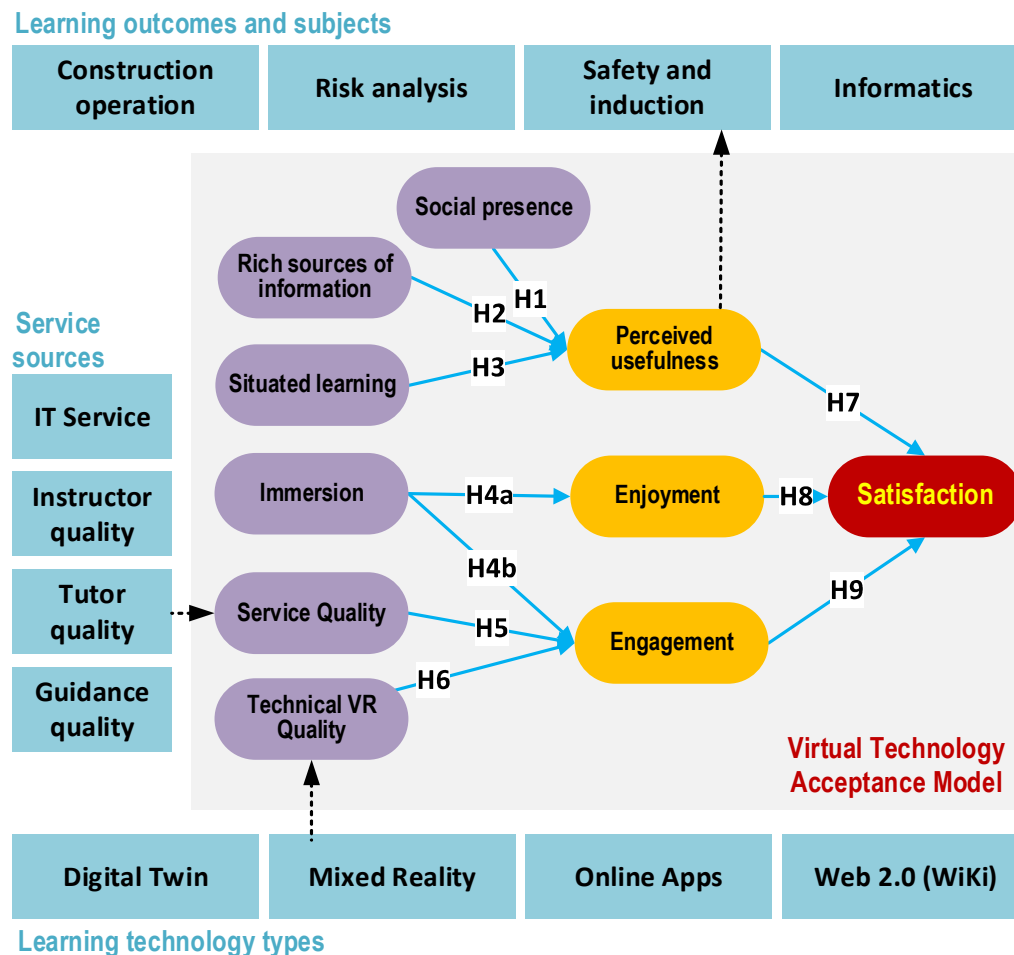 Learning outcomes and subjects
Construction
operation
Risk analysis
Safety and
induction
Informatics
Social presence
Rich sources of
information
H1
H2
Service
sources
Perceived
usefulness
Situated learning
H3
H7
IT Service
Instructor
quality
Immersion
H4a
Enjoyment
H8
Satisfaction
H4b
H9
Tutor
quality
Service Quality
H5
Engagement
H6
Guidance
quality
Technical VR
Quality
Virtual Technology
Acceptance Model
Digital Twin
Mixed Reality
Online Apps
Web 2.0 (WiKi)
Learning technology types